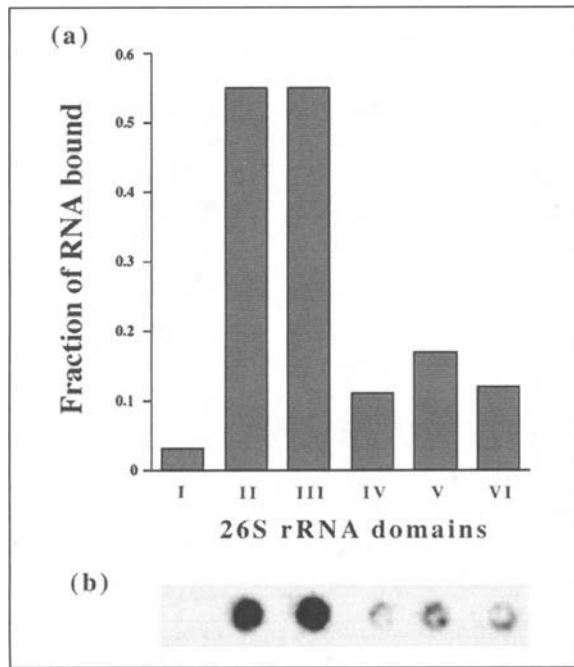 (a)
0.6
0.5
0.4
0.3
0.2
0.1
0
Fraction of RNA bound
I II III IV V VI
26S rRNA domains
(b)